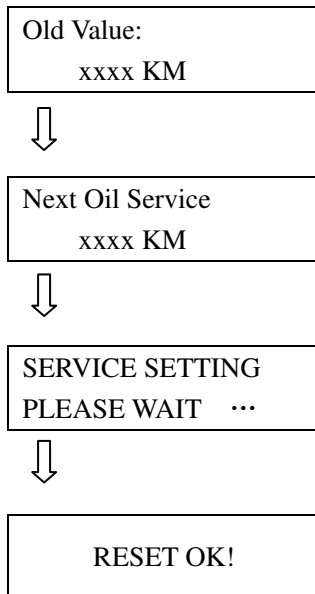 Old Value:
xxxx KM
Next Oil Service
xxxx KM
SERVICE SETTING
PLEASE WAIT ···
RESET OK!